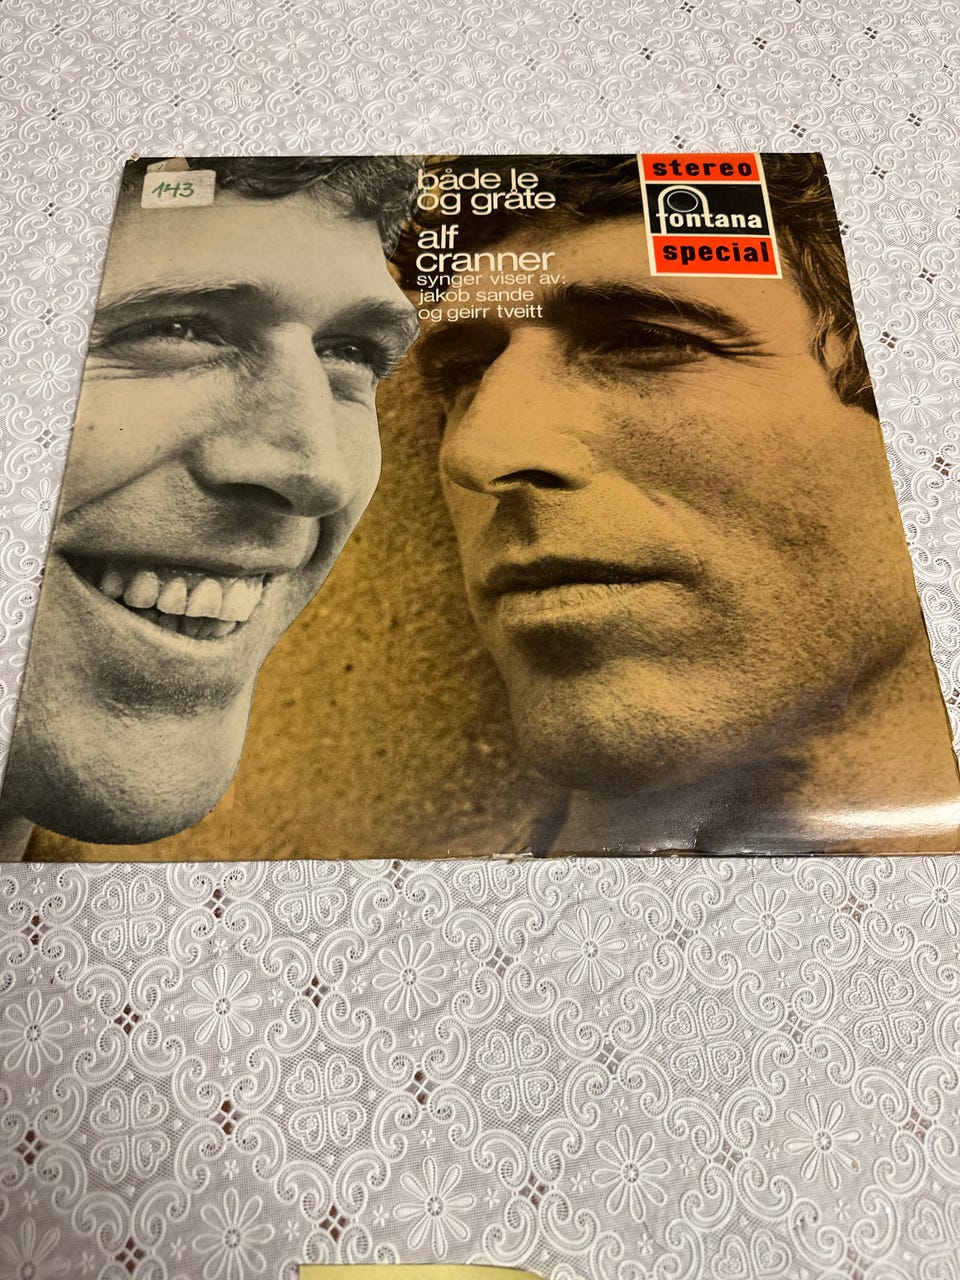 143
både le
og gråte
alf
cranner
synger viser av:
jakob sande
og geirr tveitt
stereo
fontana
special